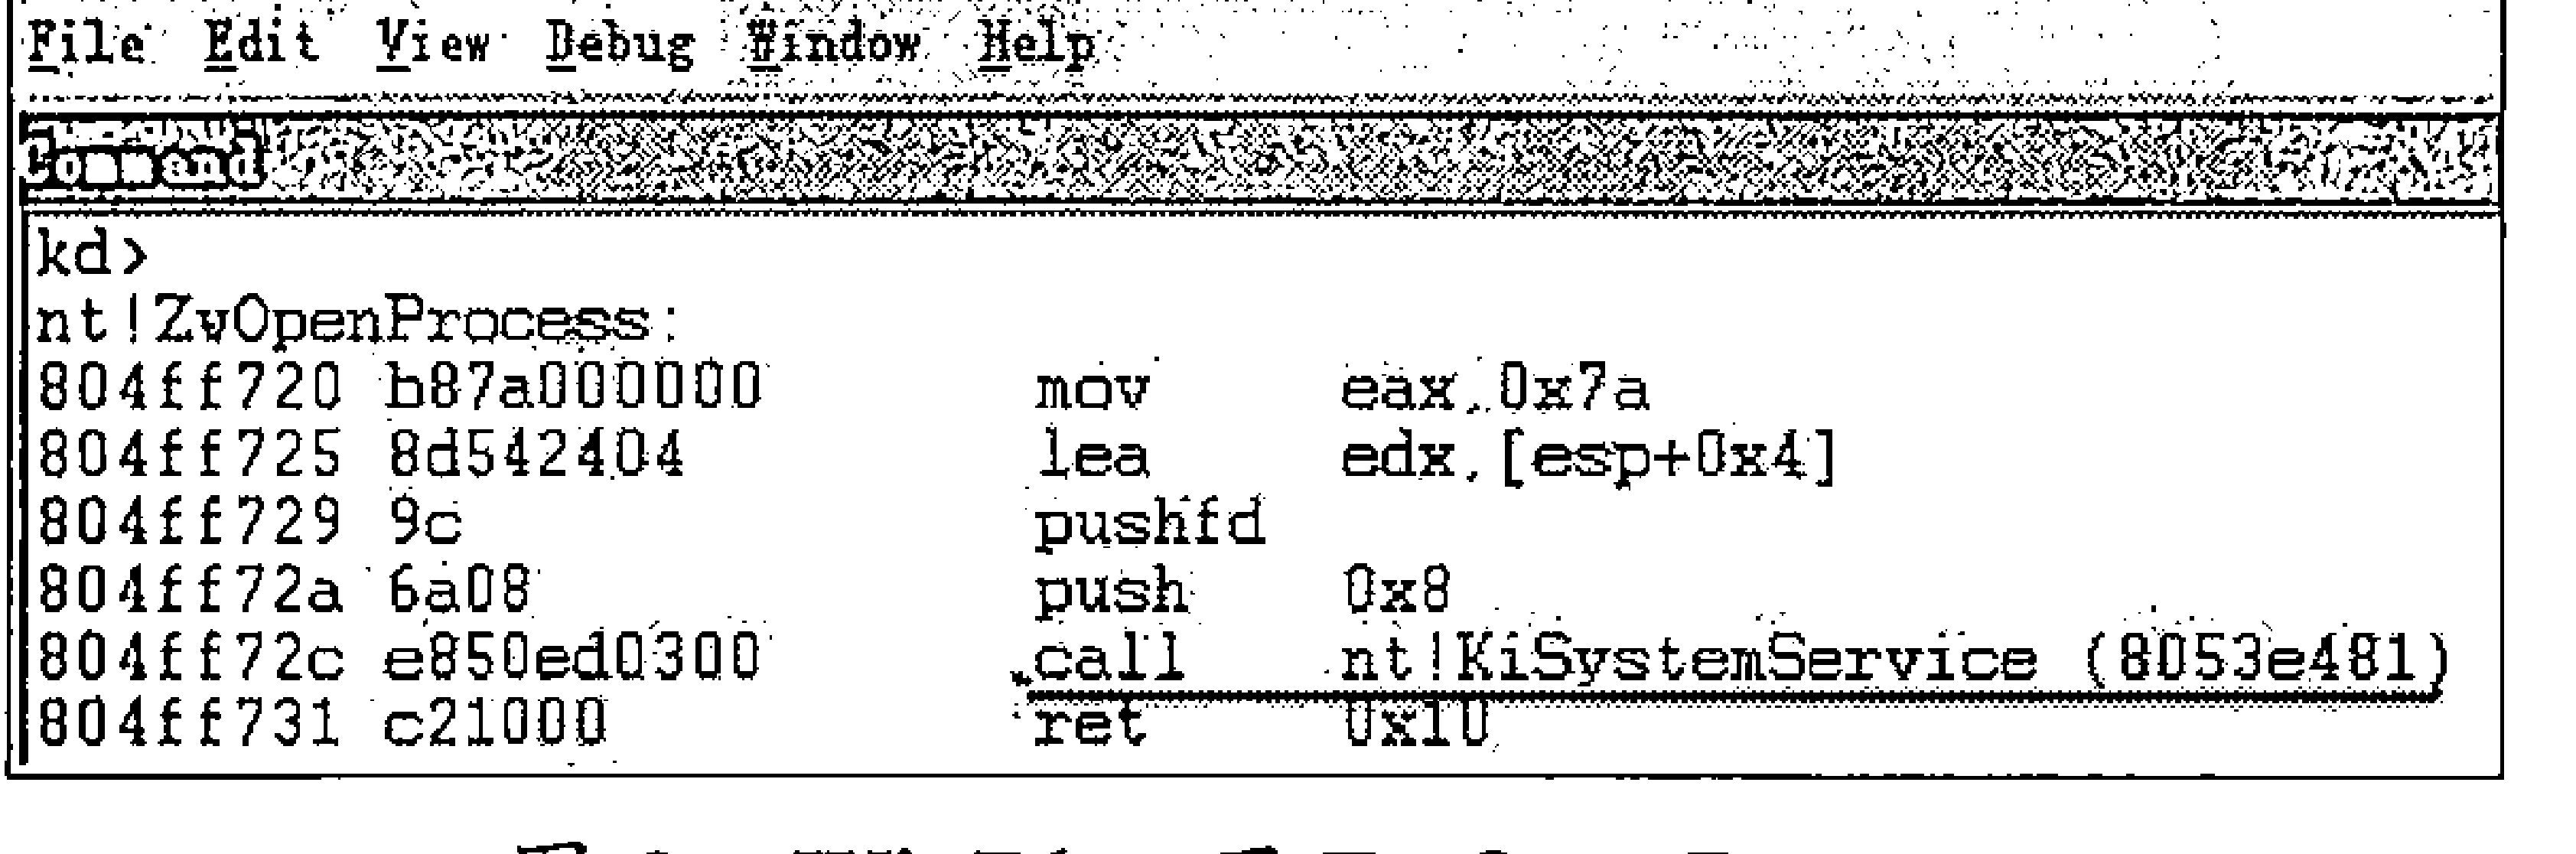 File Edit View Debug Window Help
Command
kd>
nt!ZwOpenProcess:
804ff720 b87a000000 mov eax,0x7a
804ff725 8d542404 lea edx,[esp+0x4]
804ff729 9c pushfd
804ff72a 6a08 push 0x8
804ff72c e850ed0300 call nt!KiSystemService (8053e481)
804ff731 c21000 ret 0x10